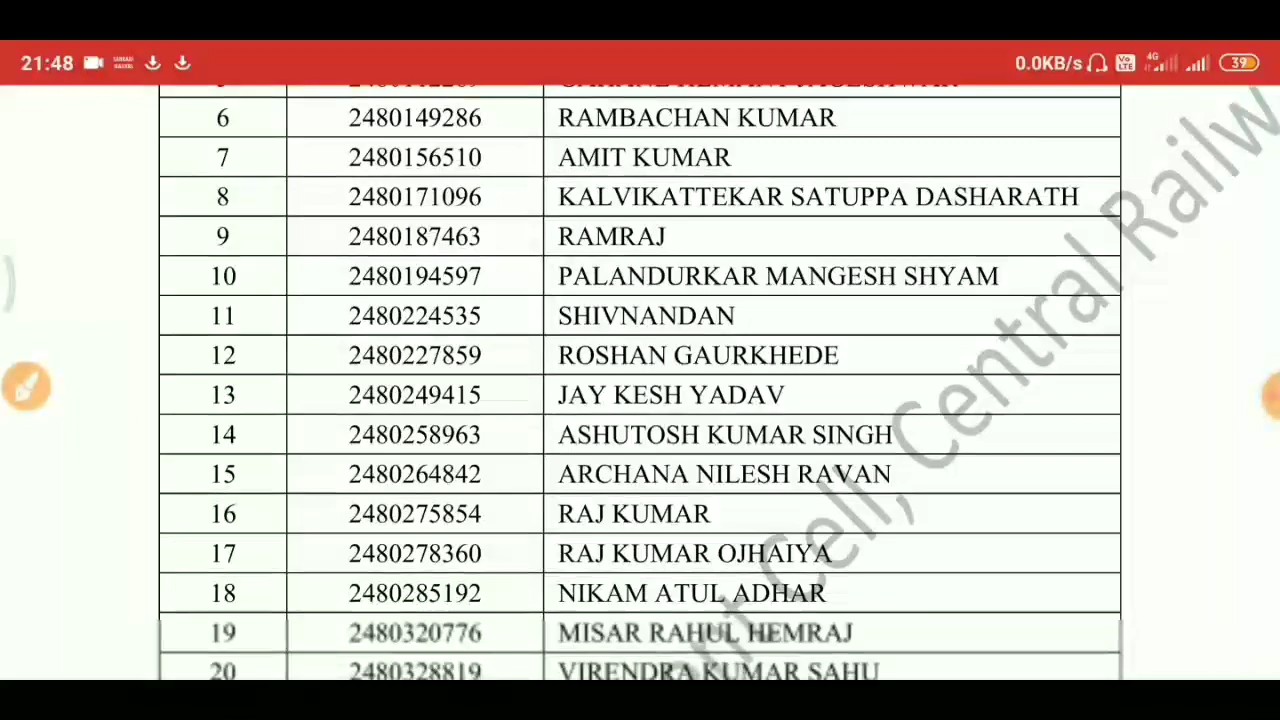 21:48 0.0KB/s Vo LTE 4G 39
6 2480149286 RAMBACHAN KUMAR
7 2480156510 AMIT KUMAR
8 2480171096 KALVIKATTEKAR SATUPPA DASHARATH
9 2480187463 RAMRAJ
10 2480194597 PALANDURKAR MANGESH SHYAM
11 2480224535 SHIVNANDAN
12 2480227859 ROSHAN GAURKHEDE
13 2480249415 JAY KESH YADAV
14 2480258963 ASHUTOSH KUMAR SINGH
15 2480264842 ARCHANA NILESH RAVAN
16 2480275854 RAJ KUMAR
17 2480278360 RAJ KUMAR OJHAIYA
18 2480285192 NIKAM ATUL ADHAR
19 2480320776 MISAR RAHUL HEMRAJ
20 2480328819 VIRENDRA KUMAR SAHU
Cell, Central